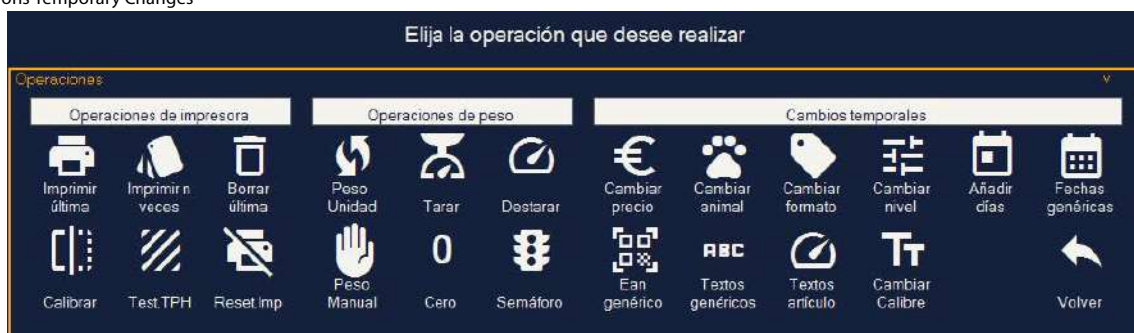 ons Temporary Changes
Elija la operación que desee realizar
Operaciones
v
Operaciones de impresora
Operaciones de peso
Cambios temporales
Imprimir
última
Imprimir n
veces
Borrar
última
Peso
Unidad
Tarar
Destarar
€
Cambiar
precio
Cambiar
animal
Cambiar
formato
Cambiar
nivel
Añadir
días
Fechas
genéricas
Calibrar
Test.TPH
Reset.Imp
Peso
Manual
0
Cero
Semáforo
Ean
genérico
ABC
Textos
genéricos
Textos
artículo
TT
Cambiar
Calibre
Volver